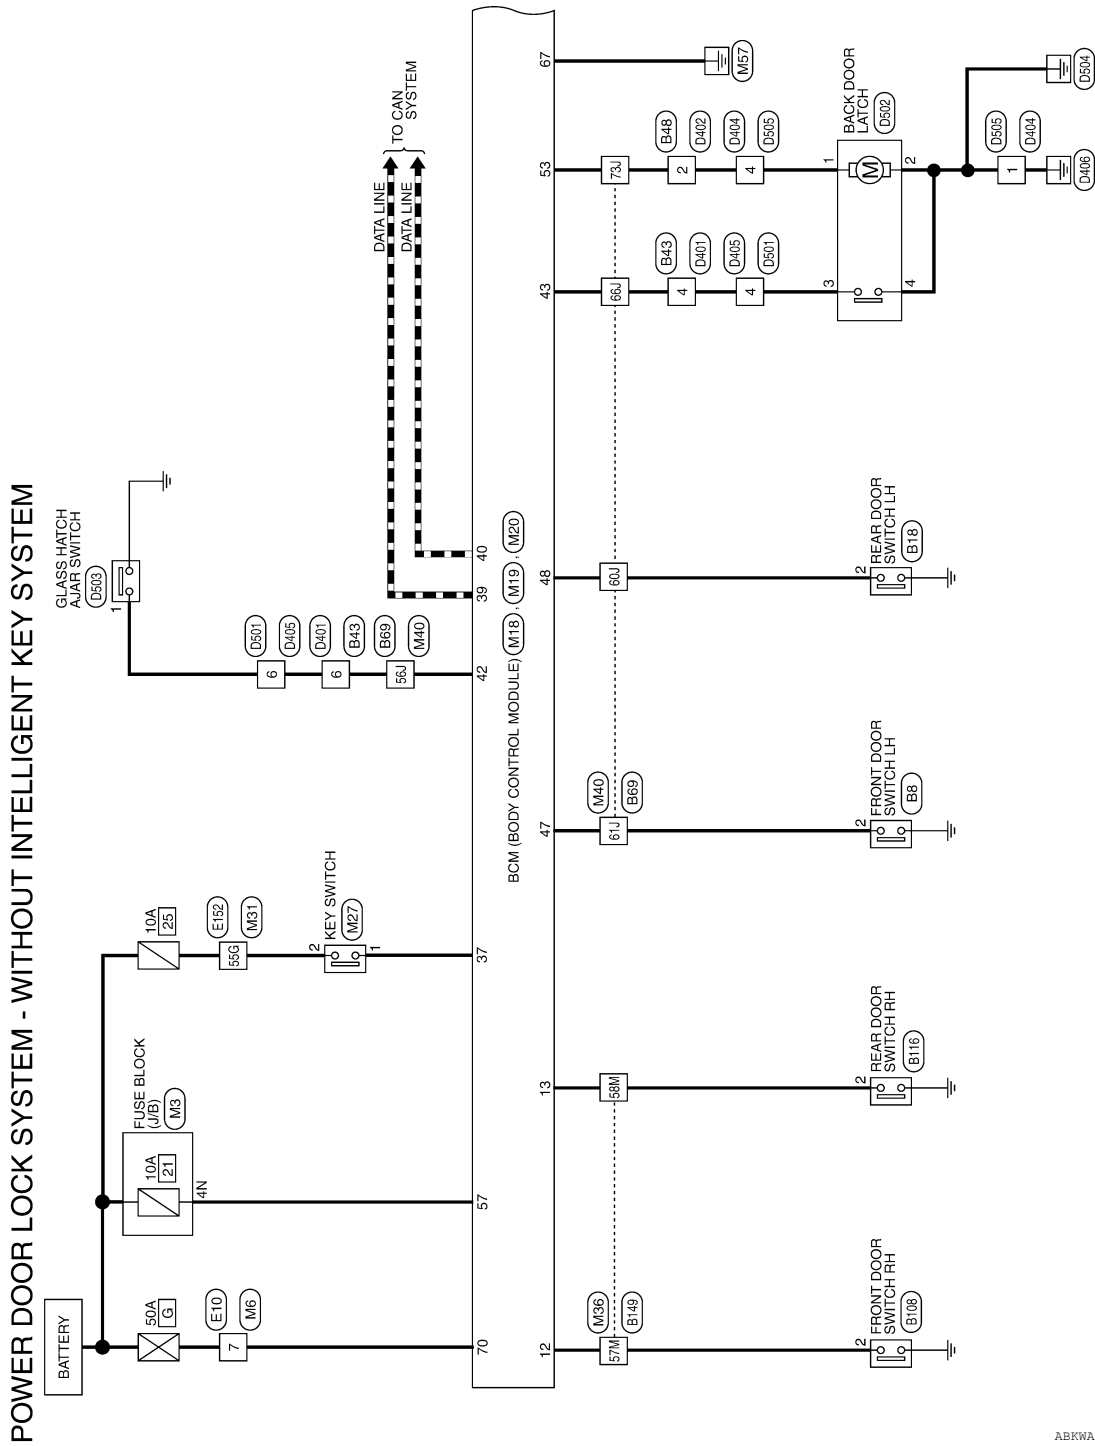 POWER DOOR LOCK SYSTEM - WITHOUT INTELLIGENT KEY SYSTEM
BATTERY
50A
G
E10
7
M6
70
FUSE BLOCK
(J/B)
M3
10A
21
4N
57
10A
25
E152
55G
M31
KEY SWITCH
M27
2
1
37
GLASS HATCH
AJAR SWITCH
D503
1
D501
6
D405
D401
6
B43
B69
56J
M40
42
DATA LINE
DATA LINE
TO CAN
SYSTEM
39
40
BCM (BODY CONTROL MODULE) M18 , M19 , M20
12
M36
57M
B149
2
FRONT DOOR
SWITCH RH
B108
13
58M
2
REAR DOOR
SWITCH RH
B116
47
M40
61J
B69
2
FRONT DOOR
SWITCH LH
B8
48
60J
2
REAR DOOR
SWITCH LH
B18
43
66J
B43
4
D401
D405
4
D501
3
4
53
73J
B48
2
D402
D404
4
D505
1
2
BACK DOOR
LATCH
D502
67
M57
D505
1
D404
D406
D504
ABKWA